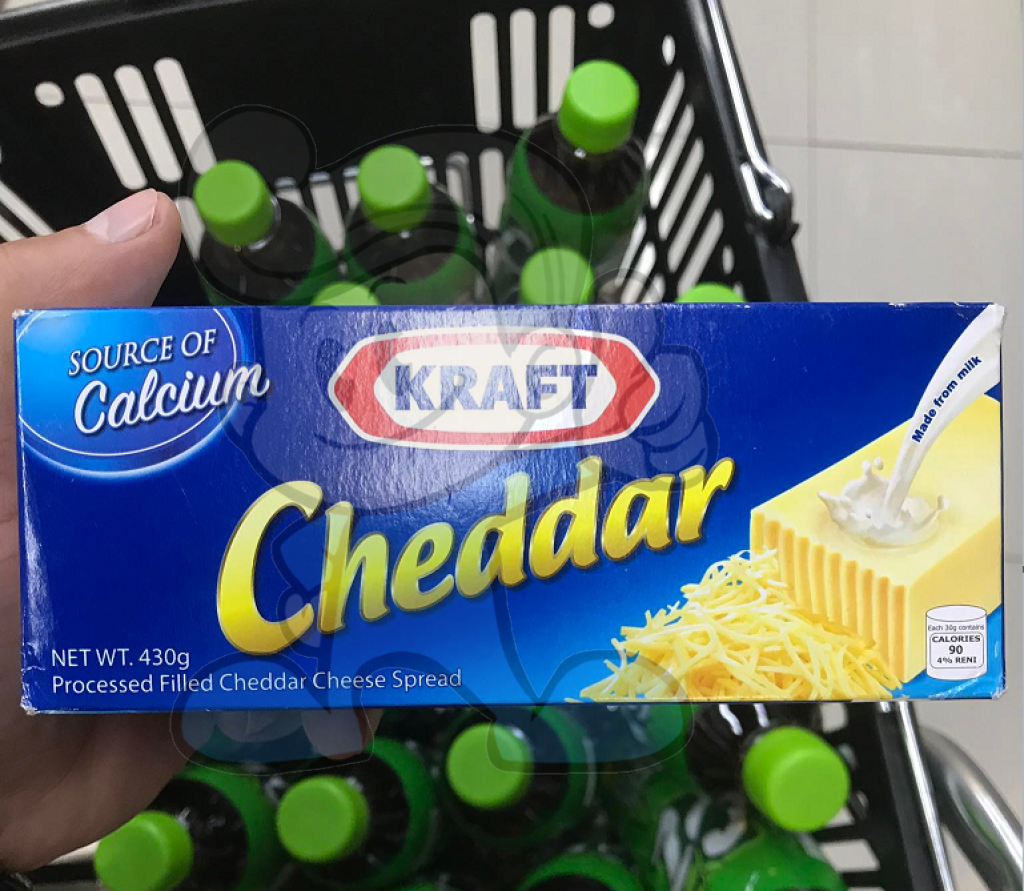 SOURCE OF
Calcium
KRAFT
Cheddar
Made from milk
NET WT. 430g
Processed Filled Cheddar Cheese Spread
Each 30g contains
CALORIES
90
4% RENI